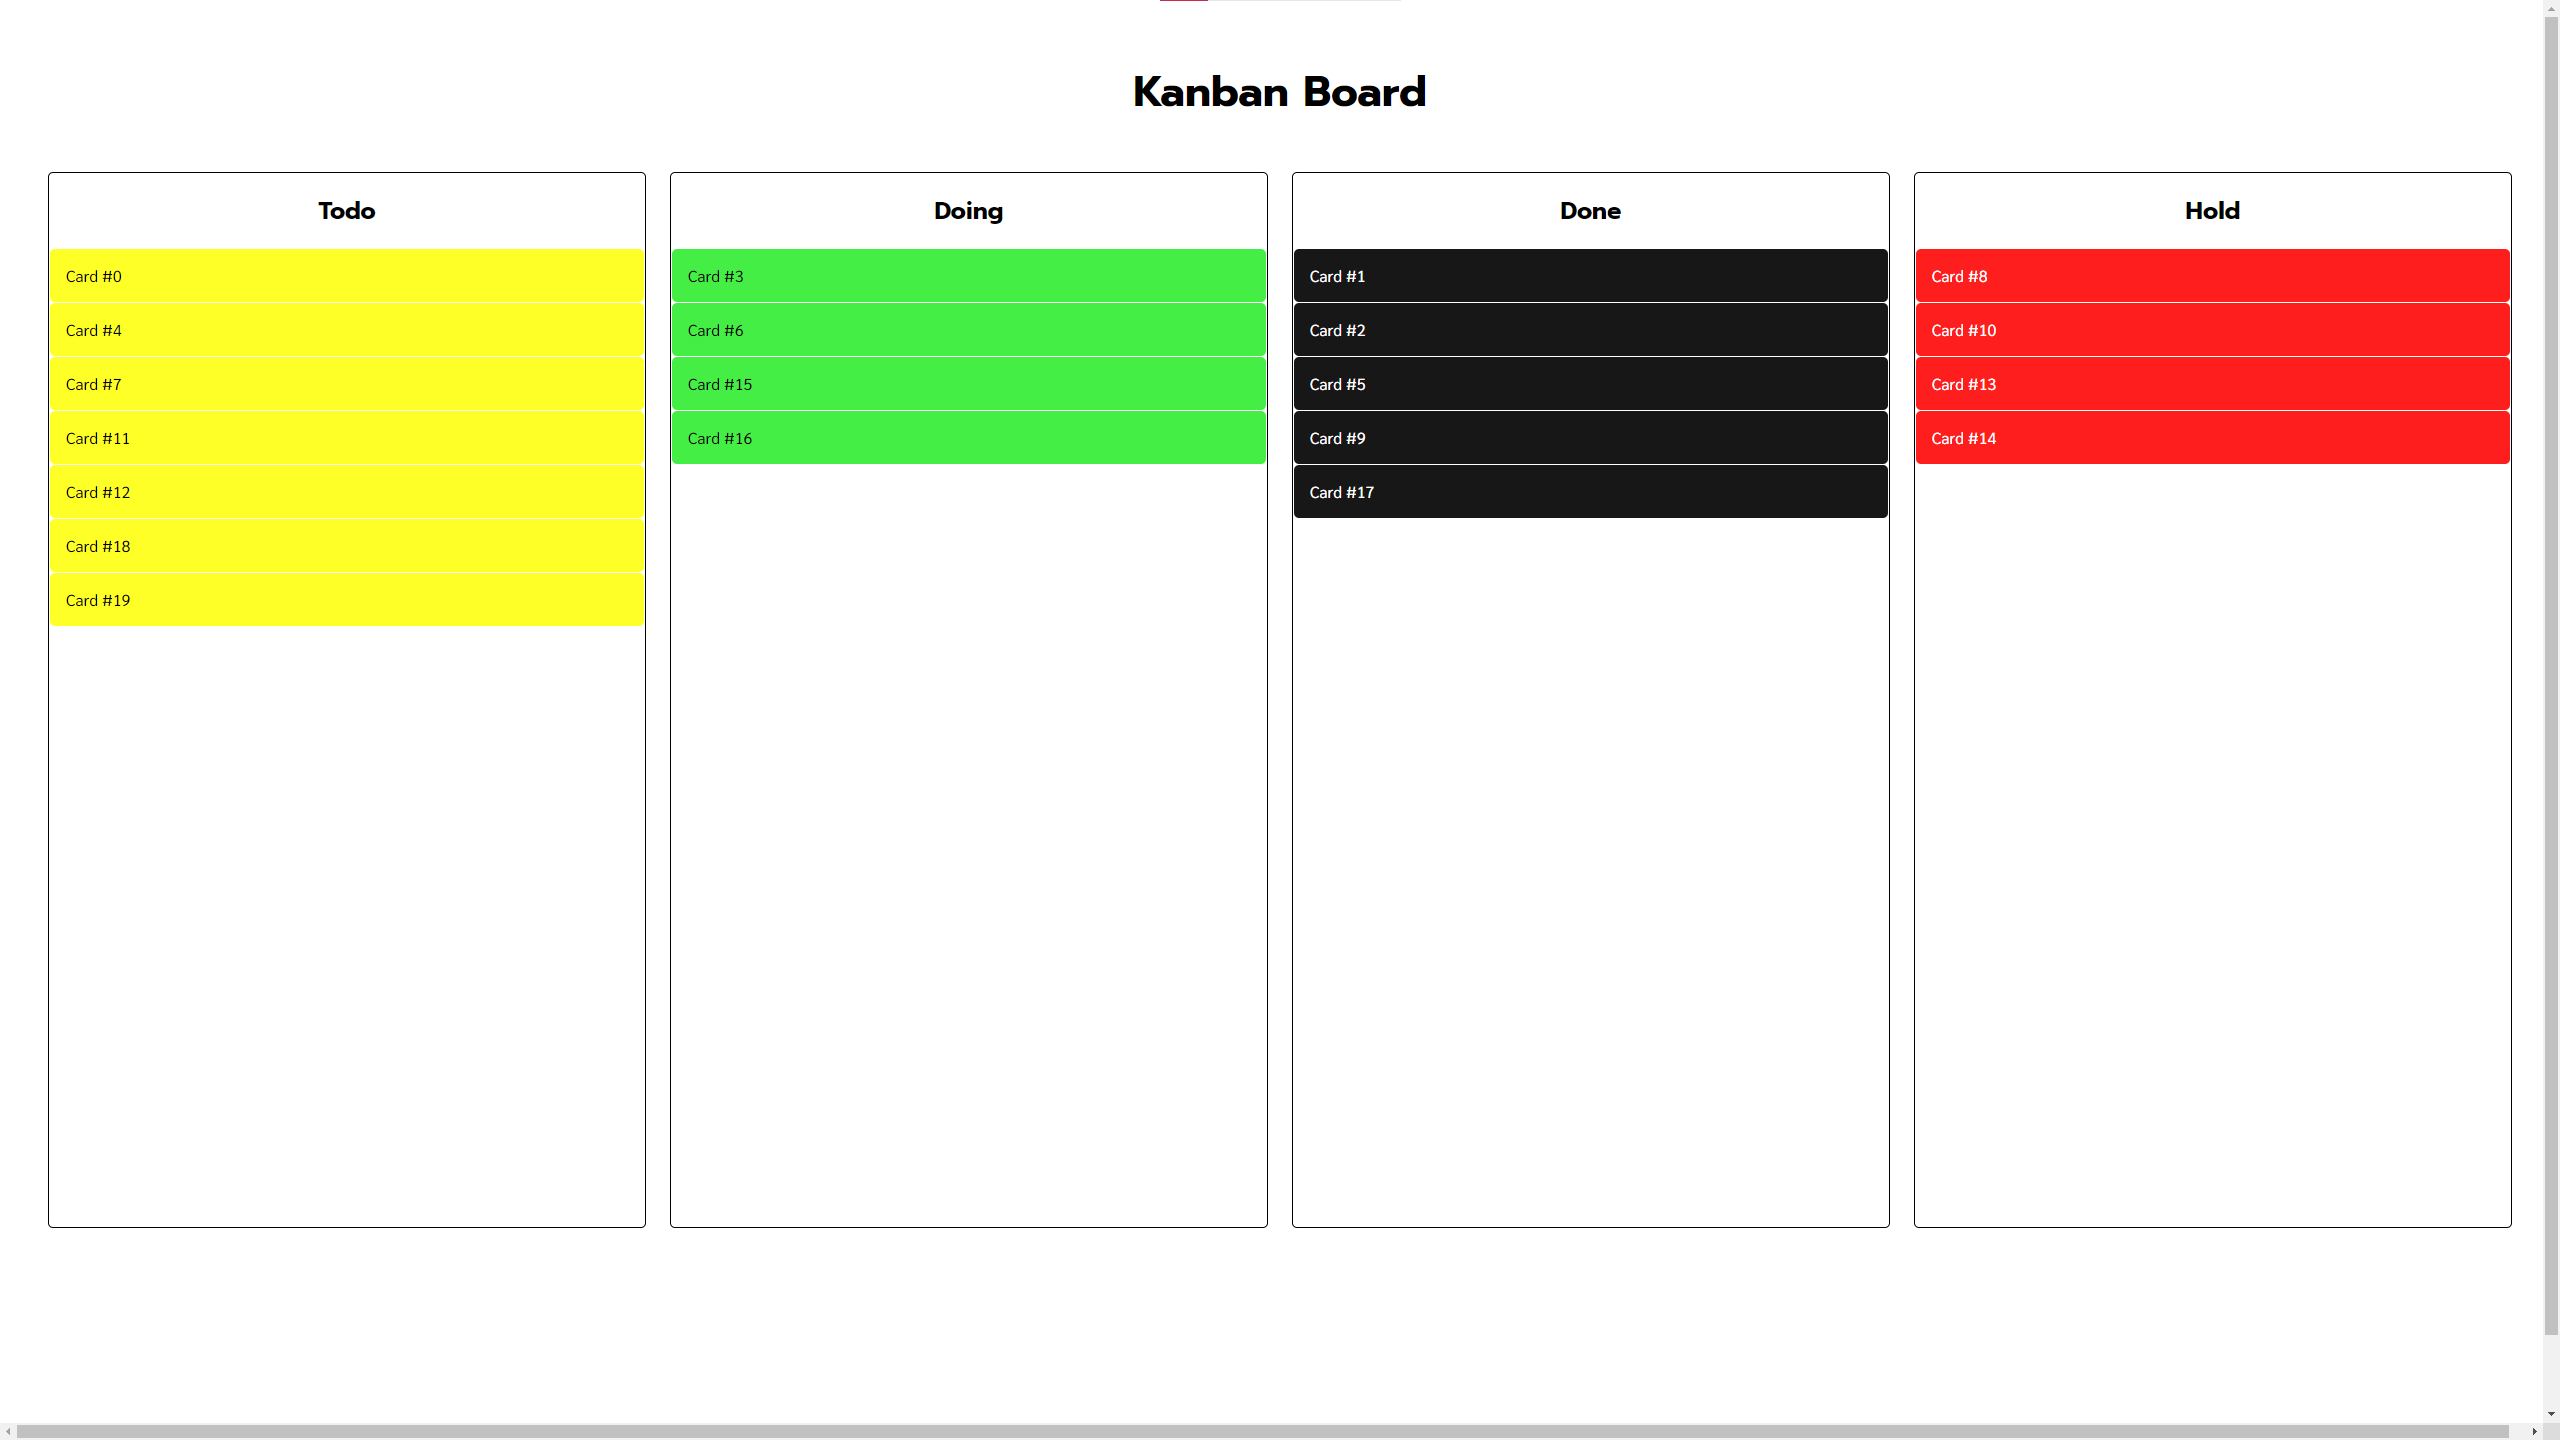 Kanban Board
Todo
Card #0
Card #4
Card #7
Card #11
Card #12
Card #18
Card #19
Doing
Card #3
Card #6
Card #15
Card #16
Done
Card #1
Card #2
Card #5
Card #9
Card #17
Hold
Card #8
Card #10
Card #13
Card #14